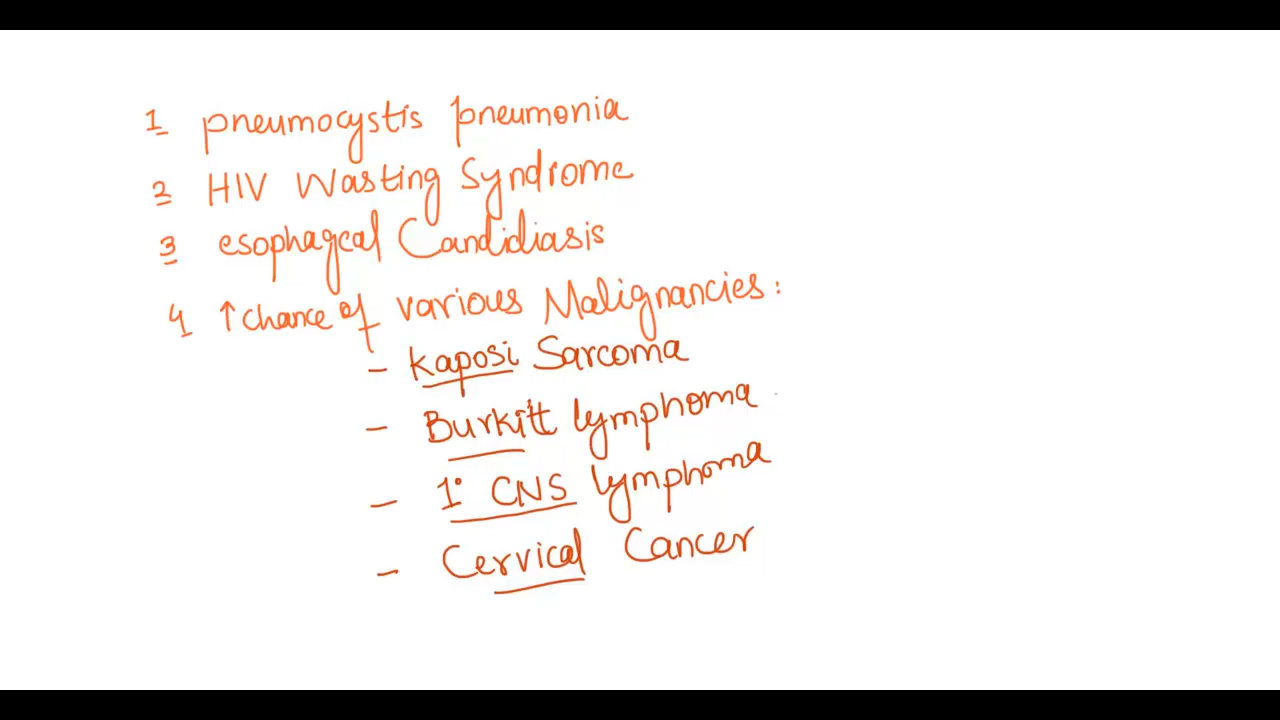 1 pneumocystis pneumonia
2 HIV Wasting Syndrome
3 esophageal Candidiasis
4 ↑ chance of various Malignancies:
- Kaposi Sarcoma
- Burkitt lymphoma
- 1° CNS lymphoma
- Cervical Cancer